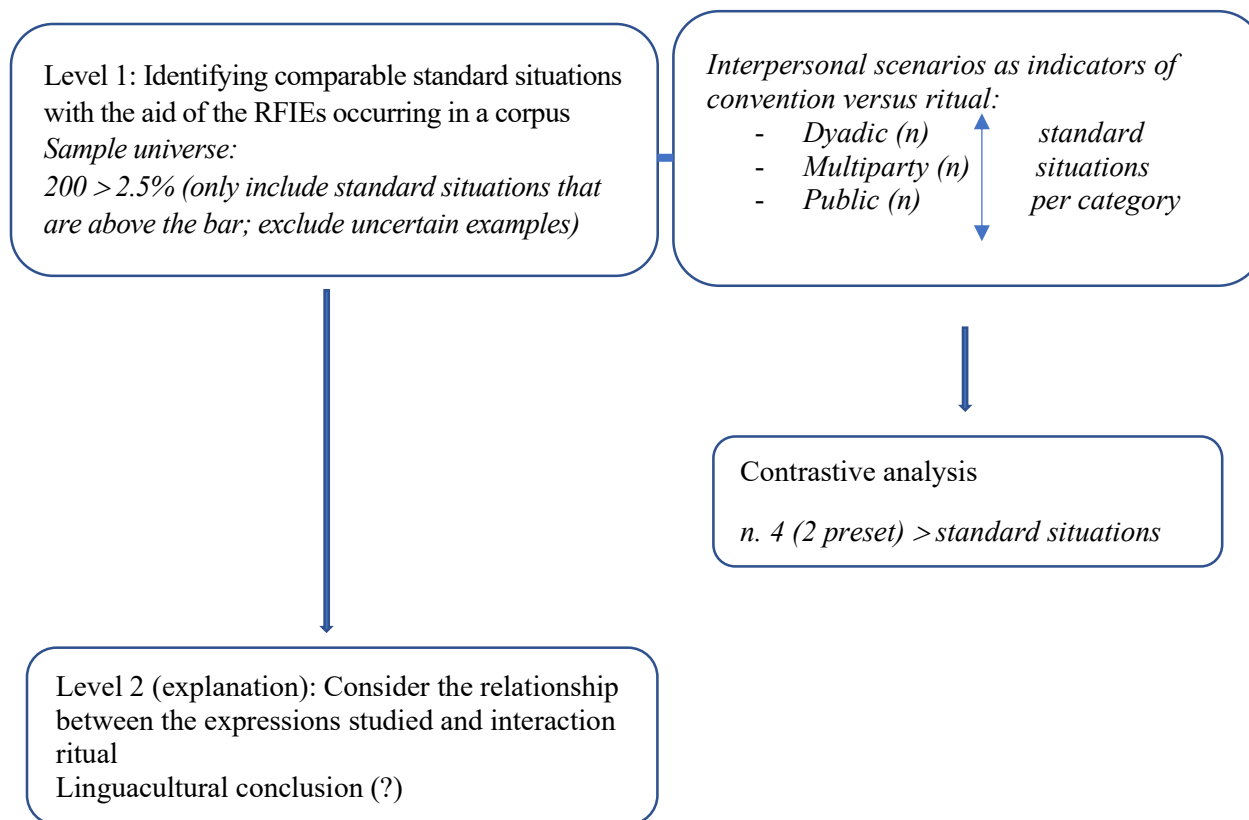 Level 1: Identifying comparable standard situations
with the aid of the RFIEs occurring in a corpus
Sample universe:
200 > 2.5% (only include standard situations that
are above the bar; exclude uncertain examples)
Interpersonal scenarios as indicators of
convention versus ritual:
- Dyadic (n) standard
- Multiparty (n) situations
- Public (n) per category
Contrastive analysis
n. 4 (2 preset) > standard situations
Level 2 (explanation): Consider the relationship
between the expressions studied and interaction
ritual
Linguacultural conclusion (?)